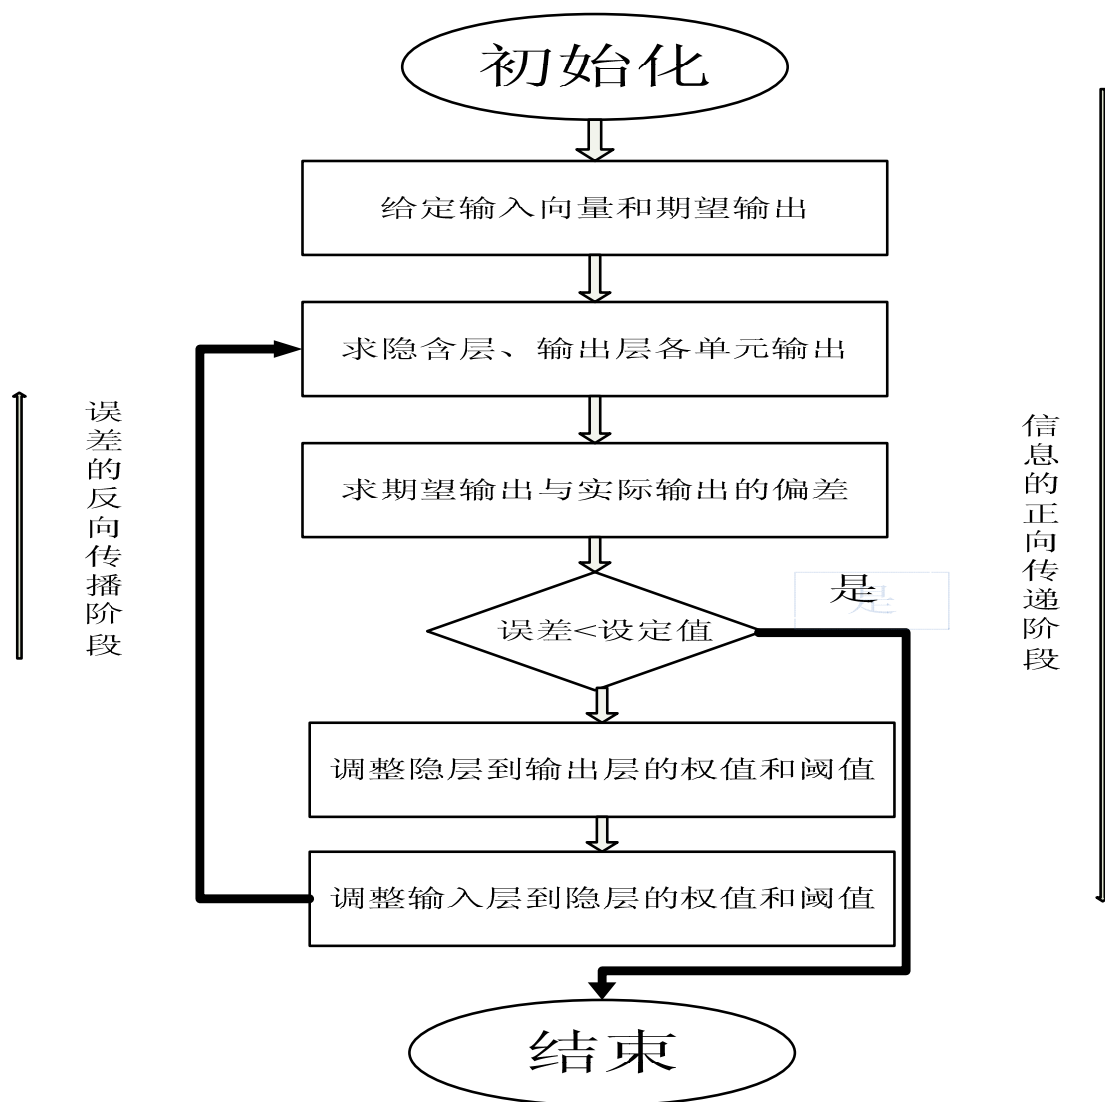 初始化
给定输入向量和期望输出
求隐含层、输出层各单元输出
求期望输出与实际输出的偏差
是
是
误差<设定值
调整隐层到输出层的权值和阈值
调整输入层到隐层的权值和阈值
结束
误差的反向传播阶段
信息的正向传递阶段